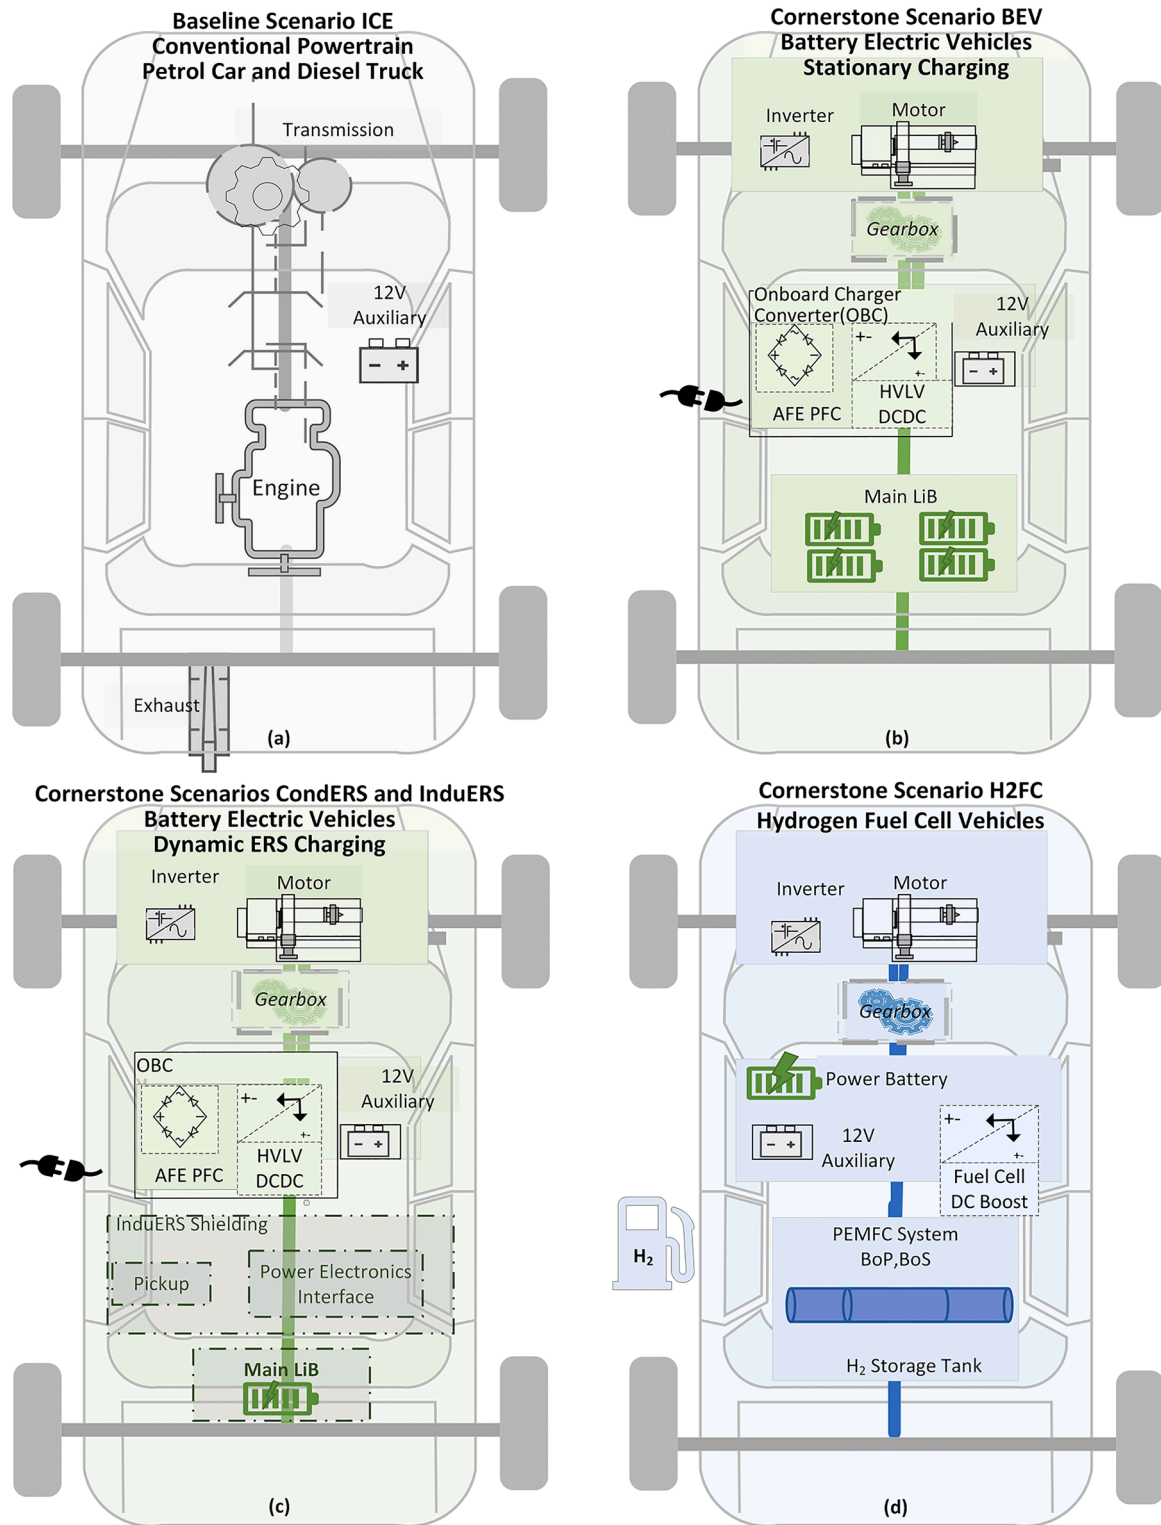 Baseline Scenario ICE
Conventional Powertrain
Petrol Car and Diesel Truck
Transmission
12V
Auxiliary
- +
Engine
Exhaust
(a)
Cornerstone Scenario BEV
Battery Electric Vehicles
Stationary Charging
Inverter
Motor
Gearbox
Onboard Charger
Converter(OBC)
+-
+-
12V
Auxiliary
- +
AFE PFC
HVLV
DCDC
Main LiB
(b)
Cornerstone Scenarios CondERS and InduERS
Battery Electric Vehicles
Dynamic ERS Charging
Inverter
Motor
Gearbox
OBC
+-
+-
12V
Auxiliary
- +
AFE PFC
HVLV
DCDC
InduERS Shielding
Pickup
Power Electronics
Interface
Main LiB
(c)
Cornerstone Scenario H2FC
Hydrogen Fuel Cell Vehicles
Inverter
Motor
Gearbox
Power Battery
12V
Auxiliary
- +
+-
+-
Fuel Cell
DC Boost
H₂
PEMFC System
BoP,BoS
H₂ Storage Tank
(d)